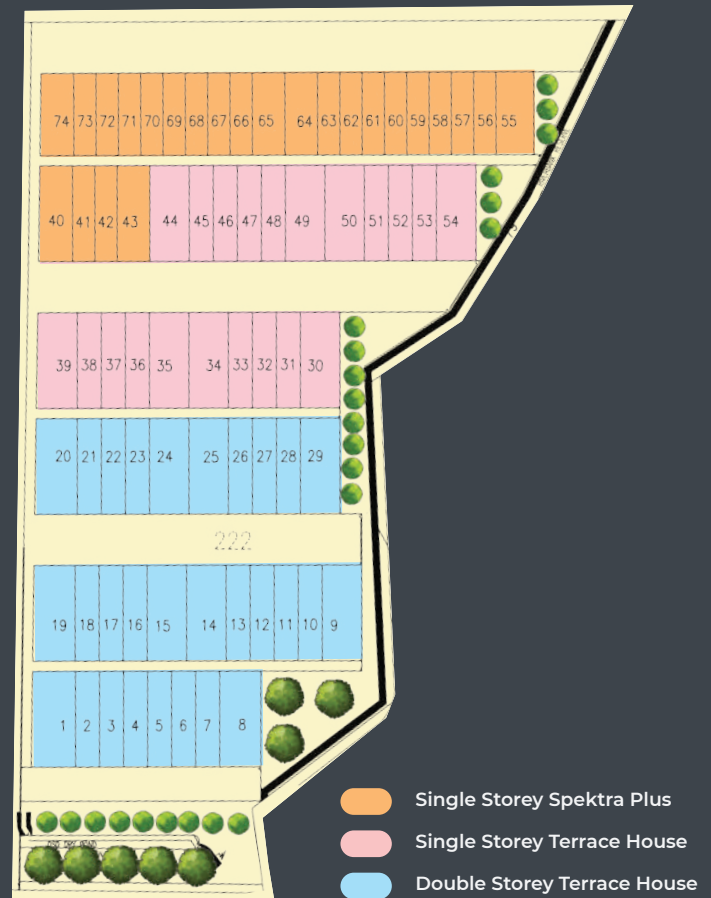 74 73 72 71 70 69 68 67 66 65 64 63 62 61 60 59 58 57 56 55
40 41 42 43 44 45 46 47 48 49 50 51 52 53 54
39 38 37 36 35 34 33 32 31 30
20 21 22 23 24 25 26 27 28 29
222
19 18 17 16 15 14 13 12 11 10 9
1 2 3 4 5 6 7 8
Single Storey Spektra Plus
Single Storey Terrace House
Double Storey Terrace House